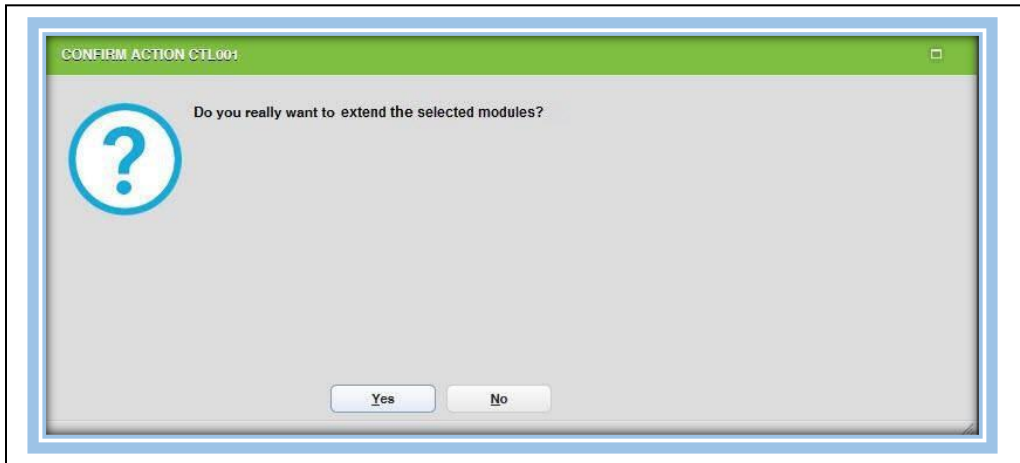 CONFIRM ACTION CTL001
Do you really want to extend the selected modules?
?
Yes No